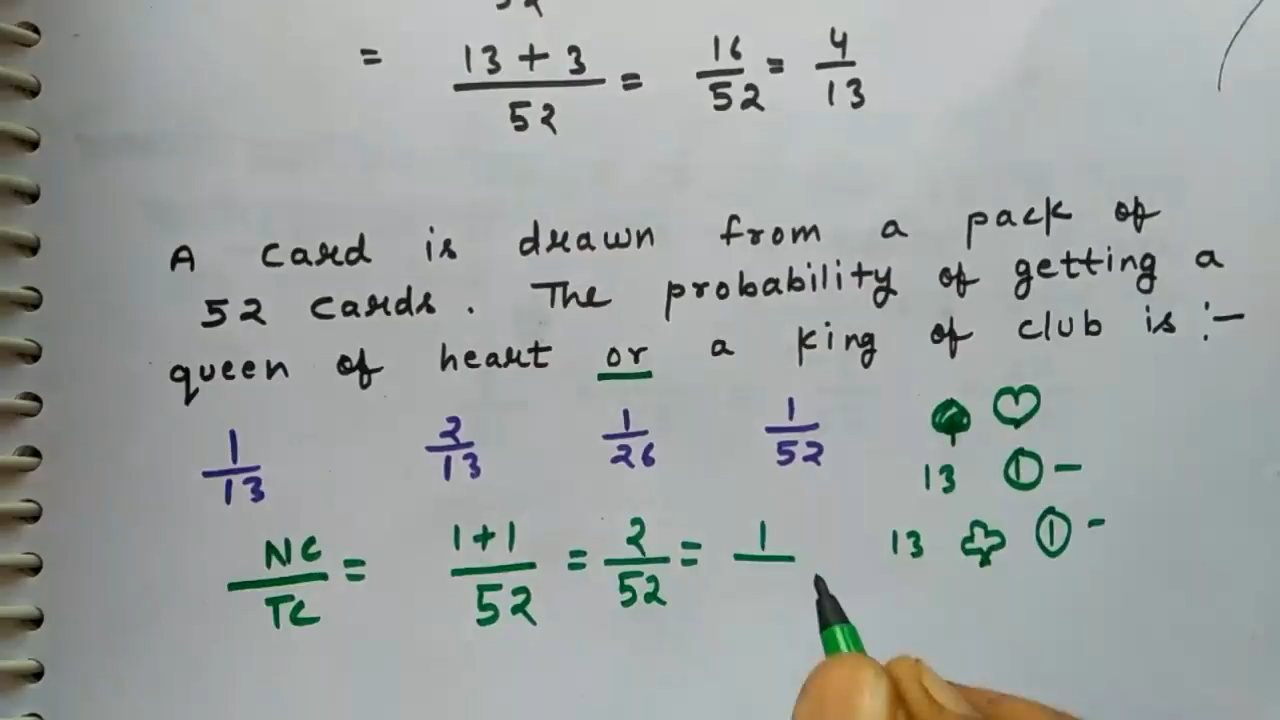 = 13 + 3 / 52 = 16 / 52 = 4 / 13
A card is drawn from a pack of
52 cards. The probability of getting a
queen of heart or a king of club is :-
1/13 2/13 1/26 1/52
13 1 -
13 1 -
NC/TC = 1+1/52 = 2/52 = 1/